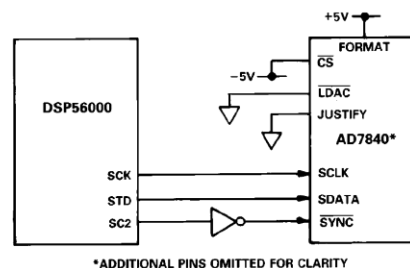 +5V
FORMAT
CS
-5V
LDAC
DSP56000
JUSTIFY
AD7840*
SCK
SCLK
STD
SDATA
SC2
SYNC
*ADDITIONAL PINS OMITTED FOR CLARITY